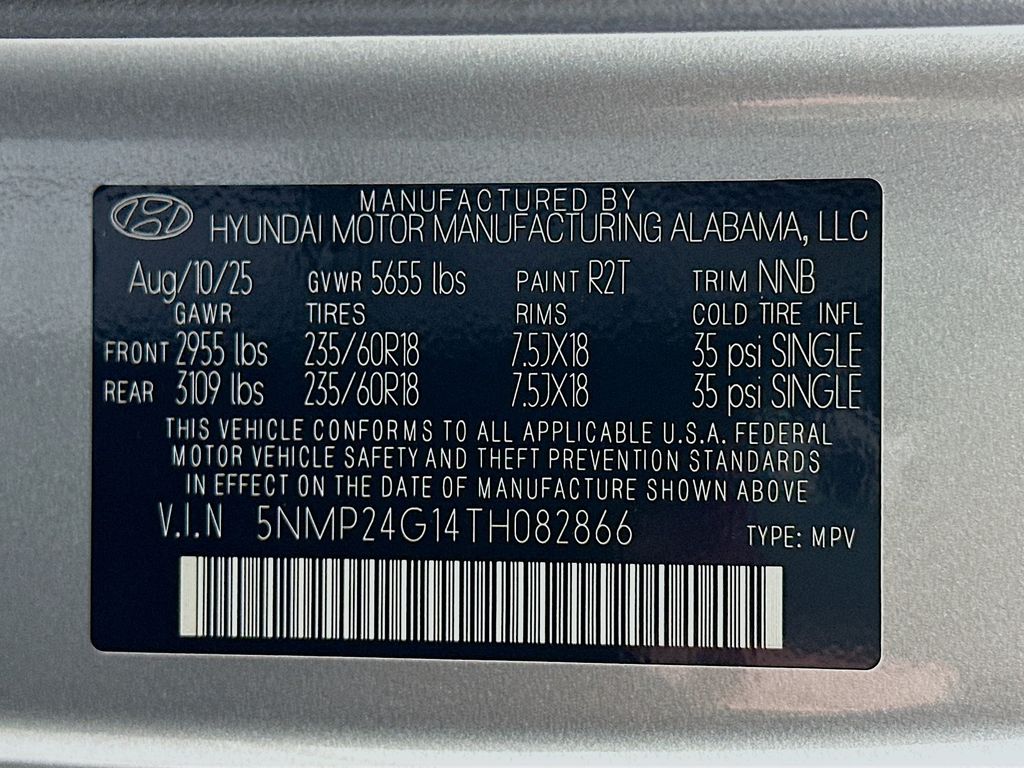 MANUFACTURED BY
HYUNDAI MOTOR MANUFACTURING ALABAMA, LLC
Aug/10/25 GVWR 5655 lbs PAINT R2T TRIM NNB
GAWR TIRES RIMS COLD TIRE INFL
FRONT 2955 lbs 235/60R18 7.5JX18 35 psi SINGLE
REAR 3109 lbs 235/60R18 7.5JX18 35 psi SINGLE
THIS VEHICLE CONFORMS TO ALL APPLICABLE U.S.A. FEDERAL
MOTOR VEHICLE SAFETY AND THEFT PREVENTION STANDARDS
IN EFFECT ON THE DATE OF MANUFACTURE SHOWN ABOVE
V.I.N 5NMP24G14TH082866 TYPE: MPV